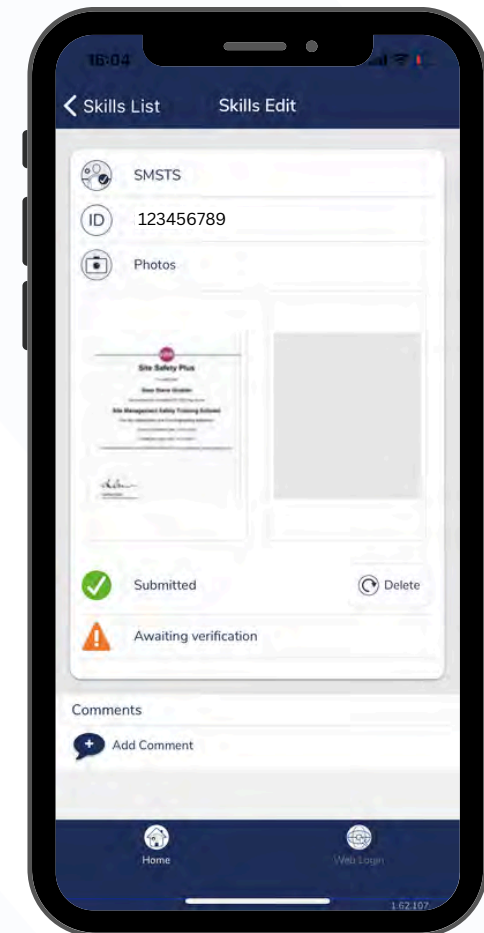 16:04
Skills List
Skills Edit
SMSTS
ID
123456789
Photos
Site Safety Plus
Site Management Safety Training Scheme
Submitted
Delete
Awaiting verification
Comments
Add Comment
Home
Web Login
1.62.107